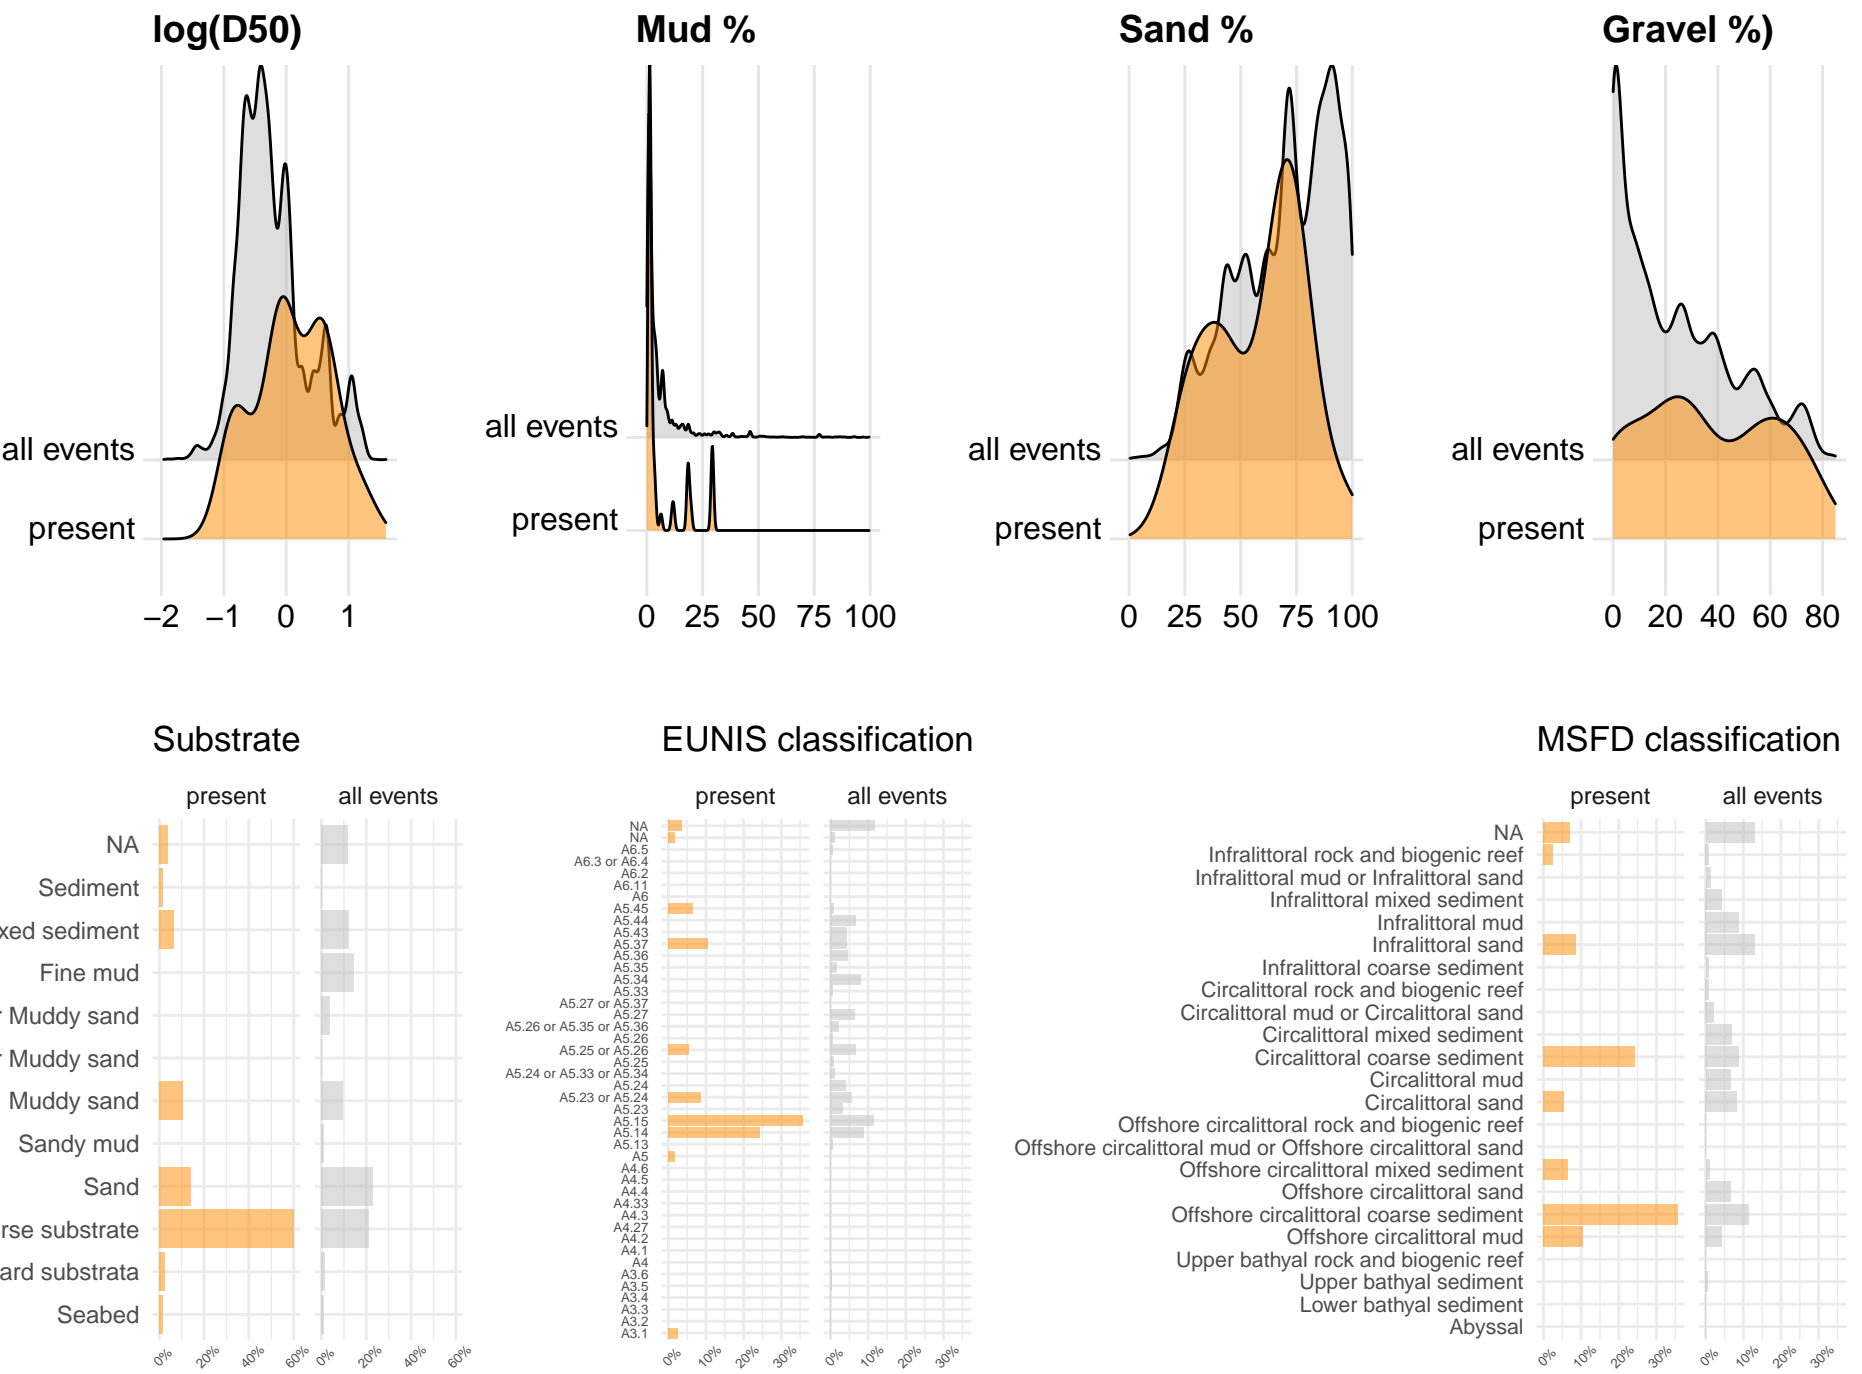 log(D50) Mud % Sand % Gravel %)
all events all events all events all events
present present present present
−2 −1 0 1 0 25 50 75 100 0 25 50 75 100 0 20 40 60 80
Substrate
present all events
NA
Sediment
xed sediment
Fine mud
r Muddy sand
r Muddy sand
Muddy sand
Sandy mud
Sand
rse substrate
ard substrata
Seabed
0% 20% 40% 60% 0% 20% 40% 60%
EUNIS classification
present all events
NA
NA
A6.5
A6.3 or A6.4
A6.2
A6.11
A6
A5.45
A5.44
A5.43
A5.37
A5.36
A5.35
A5.34
A5.33
A5.27 or A5.37
A5.27
A5.26 or A5.35 or A5.36
A5.26
A5.25 or A5.26
A5.25
A5.24 or A5.33 or A5.34
A5.24
A5.23 or A5.24
A5.23
A5.15
A5.14
A5.13
A5
A4.6
A4.5
A4.4
A4.33
A4.3
A4.27
A4.2
A4.1
A4
A3.6
A3.5
A3.4
A3.3
A3.2
A3.1
0% 10% 20% 30% 0% 10% 20% 30%
MSFD classification
present all events
NA
Infralittoral rock and biogenic reef
Infralittoral mud or Infralittoral sand
Infralittoral mixed sediment
Infralittoral mud
Infralittoral sand
Infralittoral coarse sediment
Circalittoral rock and biogenic reef
Circalittoral mud or Circalittoral sand
Circalittoral mixed sediment
Circalittoral coarse sediment
Circalittoral mud
Circalittoral sand
Offshore circalittoral rock and biogenic reef
Offshore circalittoral mud or Offshore circalittoral sand
Offshore circalittoral mixed sediment
Offshore circalittoral sand
Offshore circalittoral coarse sediment
Offshore circalittoral mud
Upper bathyal rock and biogenic reef
Upper bathyal sediment
Lower bathyal sediment
Abyssal
0% 10% 20% 30% 0% 10% 20% 30%